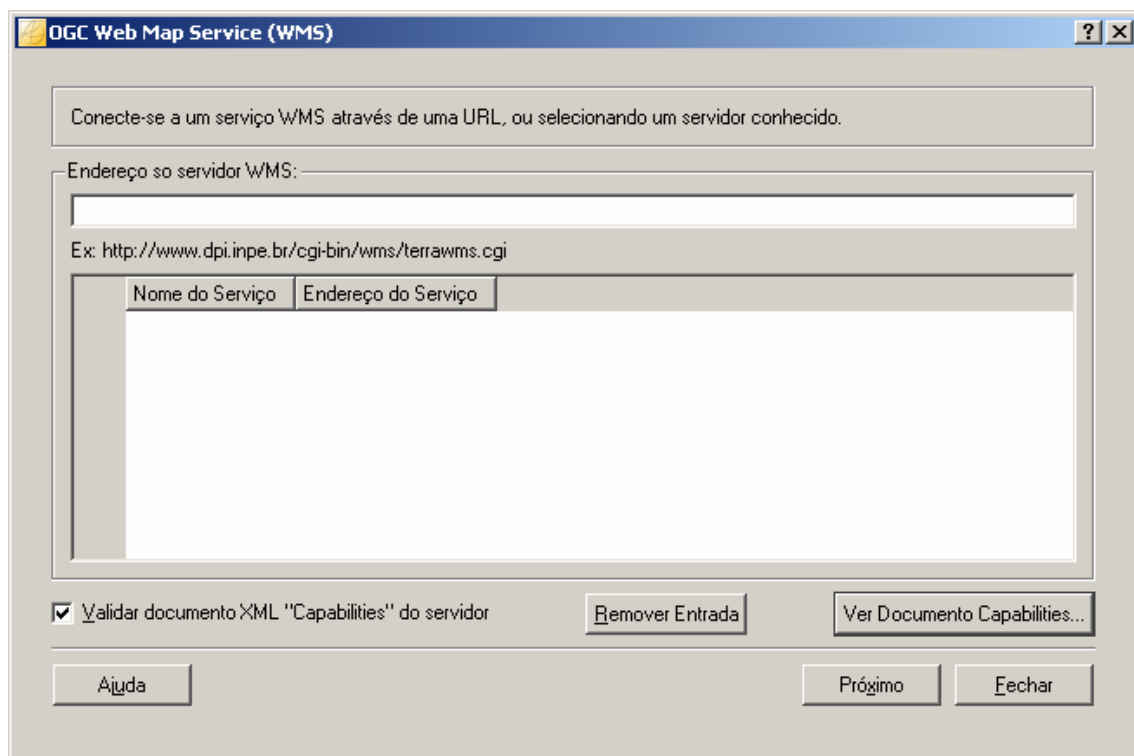 OGC Web Map Service (WMS)
Conecte-se a um serviço WMS através de uma URL, ou selecionando um servidor conhecido.
Endereço so servidor WMS:
Ex: http://www.dpi.inpe.br/cgi-bin/wms/terrawms.cgi
Nome do Serviço Endereço do Serviço
Validar documento XML "Capabilities" do servidor Remover Entrada Ver Documento Capabilities...
Ajuda Próximo Fechar